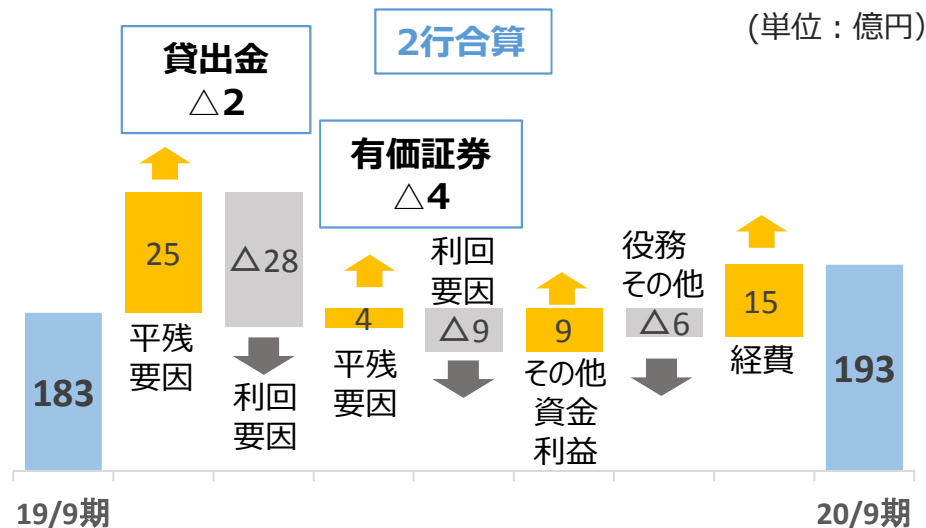 2行合算
(単位：億円)
貸出金
△2
有価証券
△4
183
25
平残
要因
△28
利回
要因
4
平残
要因
利回
要因
△9
9
その他
資金
利益
役務
その他
△6
15
経費
193
19/9期
20/9期